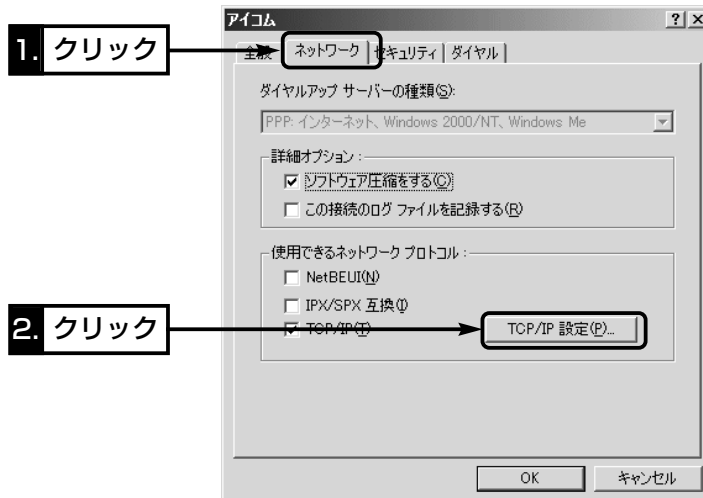 アイコム
1. クリック
全般 ネットワーク セキュリティ ダイヤル
ダイヤルアップ サーバーの種類(S):
PPP: インターネット、Windows 2000/NT、Windows Me
詳細オプション :
ソフトウェア圧縮をする(C)
この接続のログ ファイルを記録する(R)
使用できるネットワーク プロトコル :
NetBEUI(N)
IPX/SPX 互換(I)
2. クリック
TCP/IP(T) TCP/IP 設定(P)...
OK キャンセル